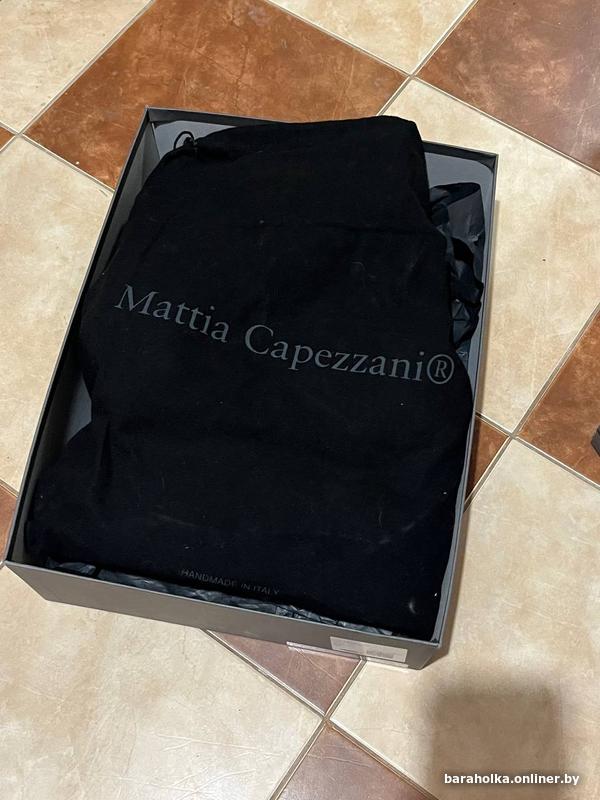 Mattia Capezzani®
HANDMADE IN ITALY
baraholka.onliner.by